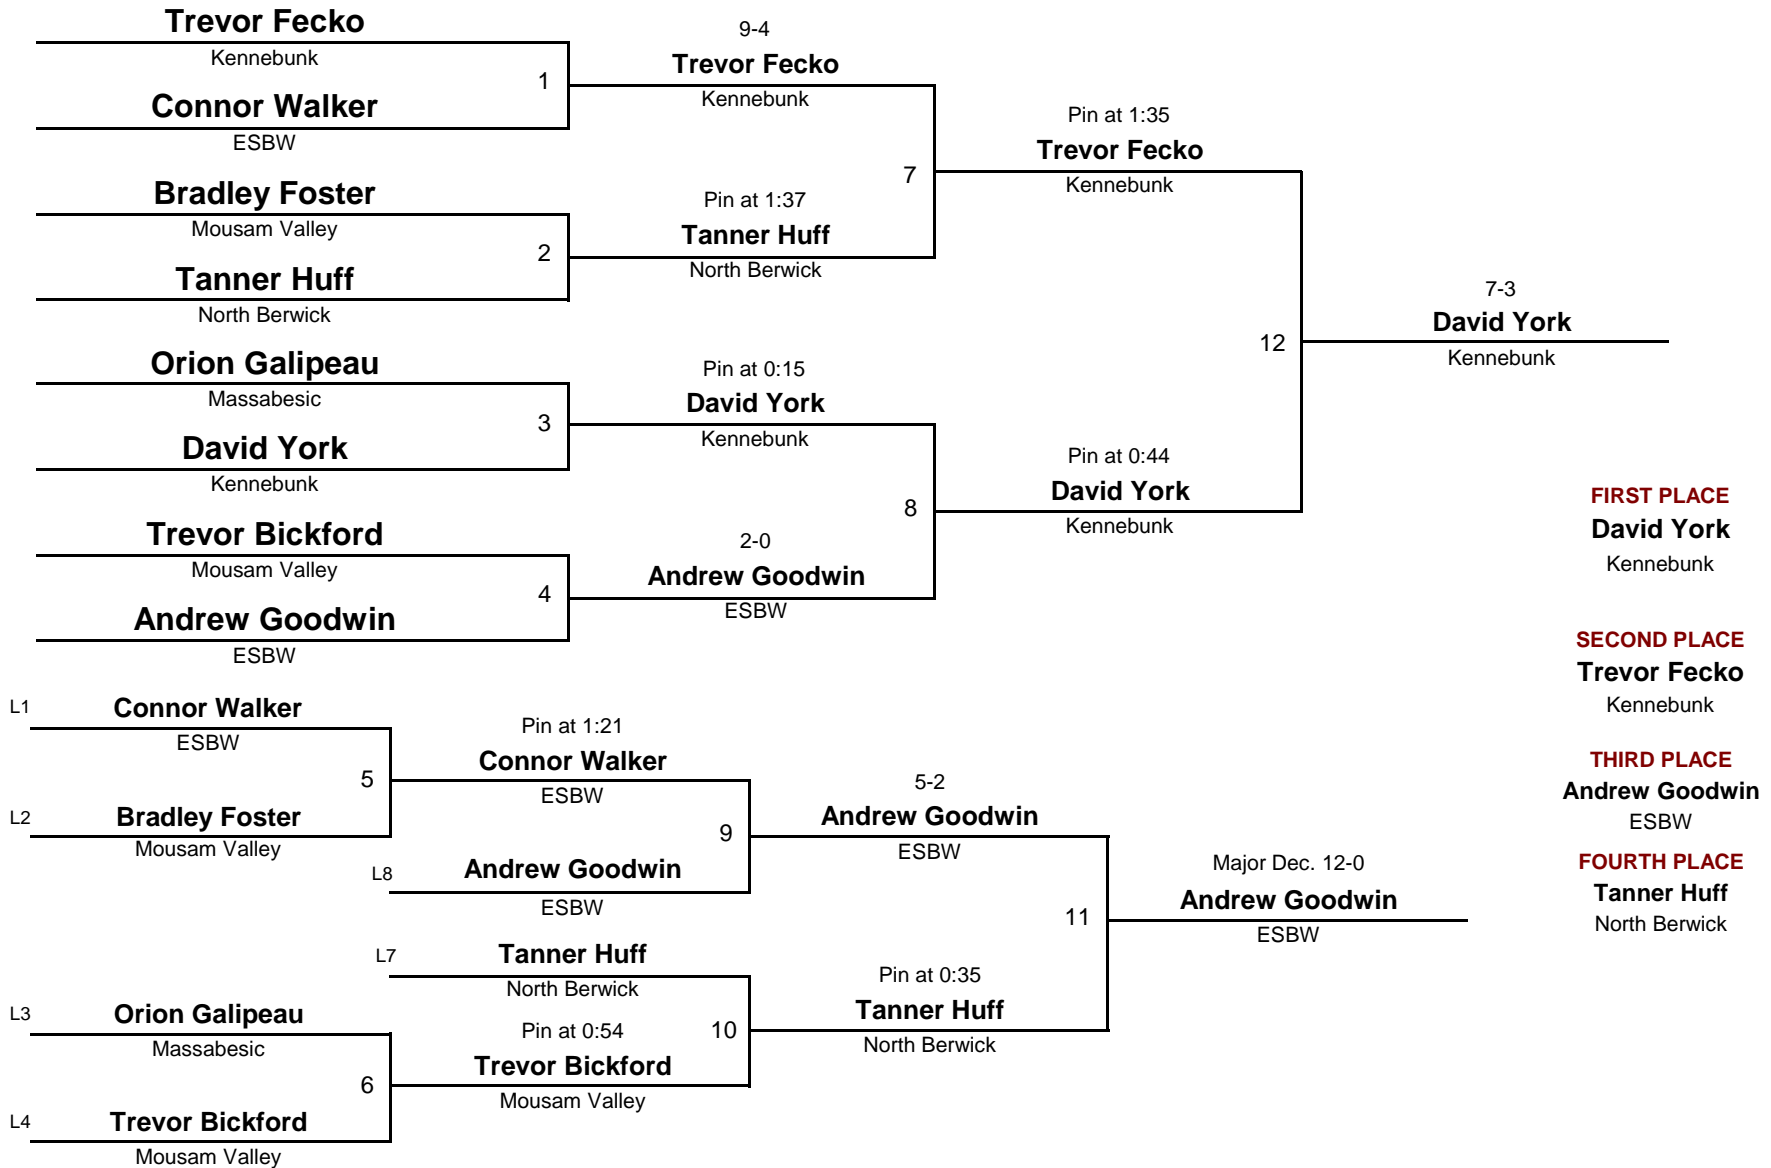 Trevor Fecko
Kennebunk
1
Connor Walker
ESBW
9-4
Trevor Fecko
Kennebunk
Bradley Foster
Mousam Valley
2
Tanner Huff
North Berwick
Pin at 1:37
Tanner Huff
North Berwick
7
Pin at 1:35
Trevor Fecko
Kennebunk
Orion Galipeau
Massabesic
3
David York
Kennebunk
Pin at 0:15
David York
Kennebunk
Trevor Bickford
Mousam Valley
4
Andrew Goodwin
ESBW
2-0
Andrew Goodwin
ESBW
8
Pin at 0:44
David York
Kennebunk
12
7-3
David York
Kennebunk
FIRST PLACE
David York
Kennebunk
SECOND PLACE
Trevor Fecko
Kennebunk
THIRD PLACE
Andrew Goodwin
ESBW
FOURTH PLACE
Tanner Huff
North Berwick
L1
Connor Walker
ESBW
5
L2
Bradley Foster
Mousam Valley
Pin at 1:21
Connor Walker
ESBW
9
L8
Andrew Goodwin
ESBW
5-2
Andrew Goodwin
ESBW
L7
Tanner Huff
North Berwick
10
L3
Orion Galipeau
Massabesic
6
L4
Trevor Bickford
Mousam Valley
Pin at 0:54
Trevor Bickford
Mousam Valley
Pin at 0:35
Tanner Huff
North Berwick
11
Major Dec. 12-0
Andrew Goodwin
ESBW